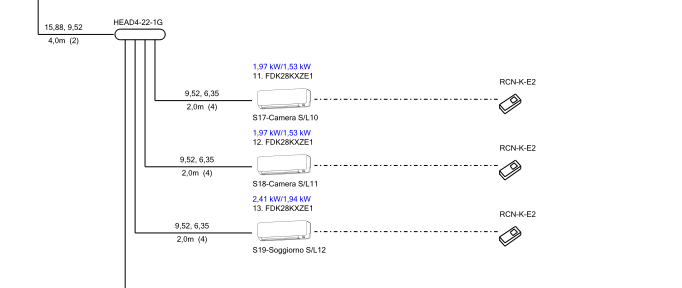 HEAD4-22-1G
15,88, 9,52
4,0m (2)
1,97 kW/1,53 kW
11. FDK28KXZE1
RCN-K-E2
9,52, 6,35
2,0m (4)
S17-Camera S/L10
1,97 kW/1,53 kW
12. FDK28KXZE1
RCN-K-E2
9,52, 6,35
2,0m (4)
S18-Camera S/L11
2,41 kW/1,94 kW
13. FDK28KXZE1
RCN-K-E2
9,52, 6,35
2,0m (4)
S19-Soggiorno S/L12